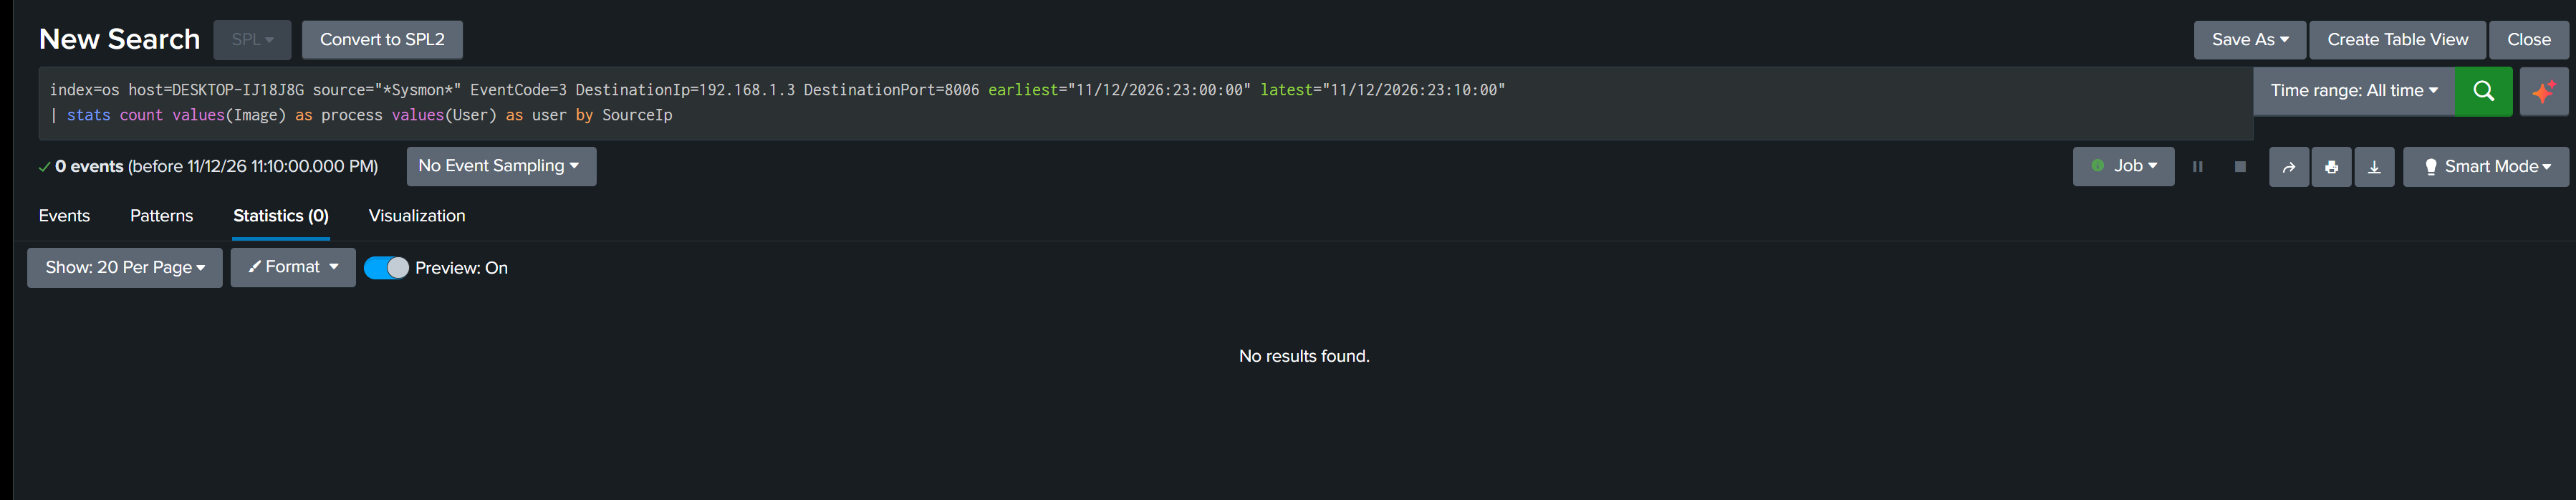 New Search SPL Convert to SPL2 Save As Create Table View Close
index=os host=DESKTOP-IJ18J8G source="*Sysmon*" EventCode=3 DestinationIp=192.168.1.3 DestinationPort=8006 earliest="11/12/2026:23:00:00" latest="11/12/2026:23:10:00"
| stats count values(Image) as process values(User) as user by SourceIp
Time range: All time
0 events (before 11/12/26 11:10:00.000 PM) No Event Sampling Job Smart Mode
Events Patterns Statistics (0) Visualization
Show: 20 Per Page Format Preview: On
No results found.